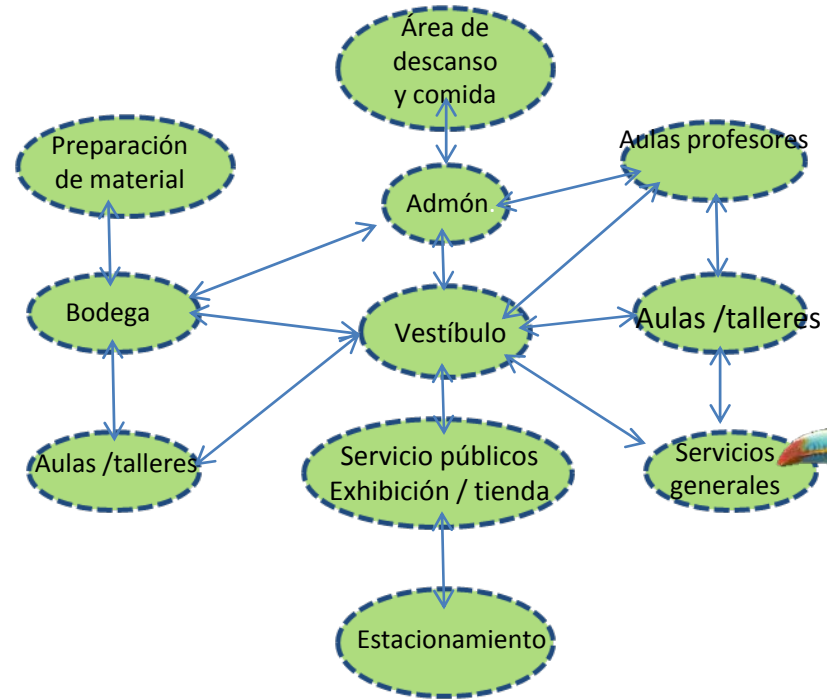 Área de
descanso
y comida
Preparación
de material
Aulas profesores
Admón.
Bodega
Vestíbulo
Aulas /talleres
Aulas /talleres
Servicio públicos
Exhibición / tienda
Servicios
generales
Estacionamiento